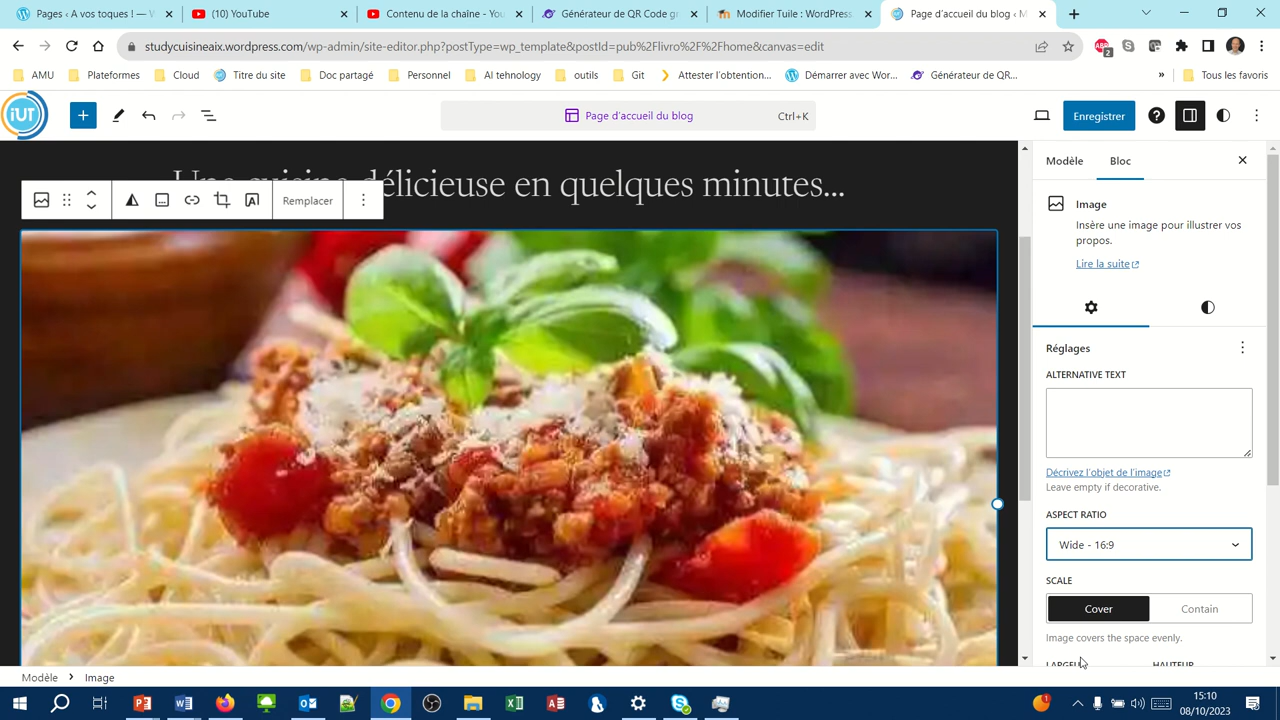 Pages « A vos tuyaux ! — W
(10) YouTube
Contenu de la chaîne - You
Générateur de QR Code gr
Modifier Tuile : WordPress
Page d'accueil du blog ‹ M
studycuisineaix.wordpress.com/wp-admin/site-editor.php?postType=wp_template&postId=pub%2Flivro%2F%2Fhome&canvas=edit
2
AMU
Plateformes
Cloud
Titre du site
Doc partagé
Personnel
AI tehnology
outils
Git
Attester l'obtention...
Démarrer avec Wor...
Générateur de QR...
»
Tous les favoris
iUT
Page d'accueil du blog
Ctrl+K
Enregistrer
Modèle
Bloc
Une cuisine délicieuse en quelques minutes...
Remplacer
Image
Insère une image pour illustrer vos
propos.
Lire la suite
Réglages
ALTERNATIVE TEXT
Décrivez l'objet de l'image
Leave empty if decorative.
ASPECT RATIO
Wide - 16:9
SCALE
Cover
Contain
Image covers the space evenly.
LARGEUR
HAUTEUR
Modèle
Image
1
15:10
08/10/2023